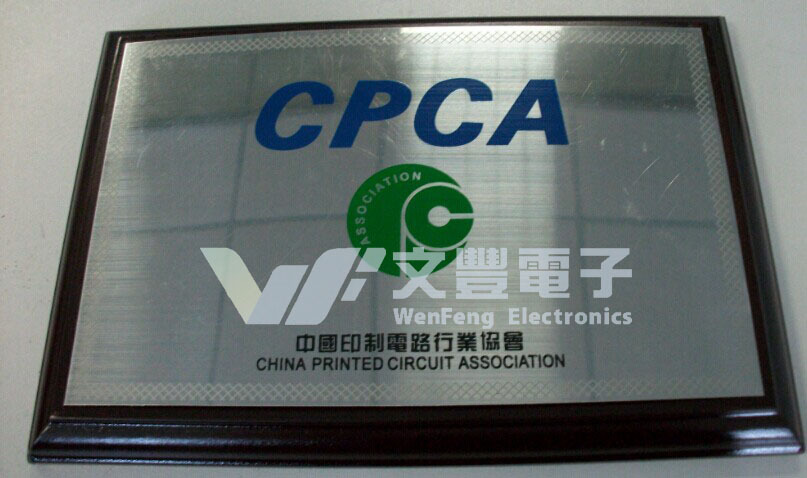 CPCA
ASSOCIATION
文豐電子
WenFeng Electronics
中國印制電路行業協會
CHINA PRINTED CIRCUIT ASSOCIATION